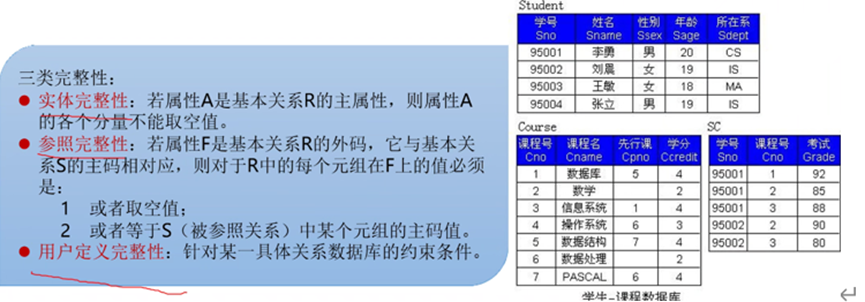 三类完整性：
实体完整性：若属性A是基本关系R的主属性，则属性A
的各个分量不能取空值。
参照完整性：若属性F是基本关系R的外码，它与基本关
系S的主码相对应，则对于R中的每个元组在F上的值必须
是：
1 或者取空值；
2 或者等于S（被参照关系）中某个元组的主码值。
用户定义完整性：针对某一具体关系数据库的约束条件。
Student
学号 姓名 性别 年龄 所在系
Sno Sname Ssex Sage Sdept
95001 李勇 男 20 CS
95002 刘晨 女 19 IS
95003 王敏 女 18 MA
95004 张立 男 19 IS
Course
课程号 课程名 先行课 学分
Cno Cname Cpno Ccredit
1 数据库 5 4
2 数学 2
3 信息系统 1 4
4 操作系统 6 3
5 数据结构 7 4
6 数据处理 2
7 PASCAL 6 4
SC
学号 课程号 考试
Sno Cno Grade
95001 1 92
95001 2 85
95001 3 88
95002 2 90
95002 3 80
学生-课程数据库